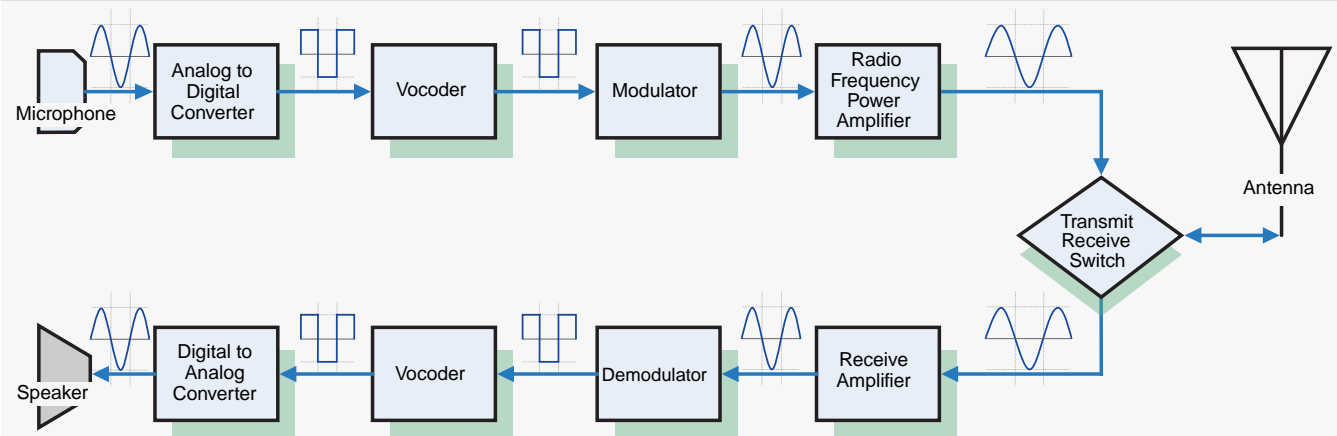 Microphone
Analog to
Digital
Converter
Vocoder
Modulator
Radio
Frequency
Power
Amplifier
Antenna
Transmit
Receive
Switch
Speaker
Digital to
Analog
Converter
Vocoder
Demodulator
Receive
Amplifier